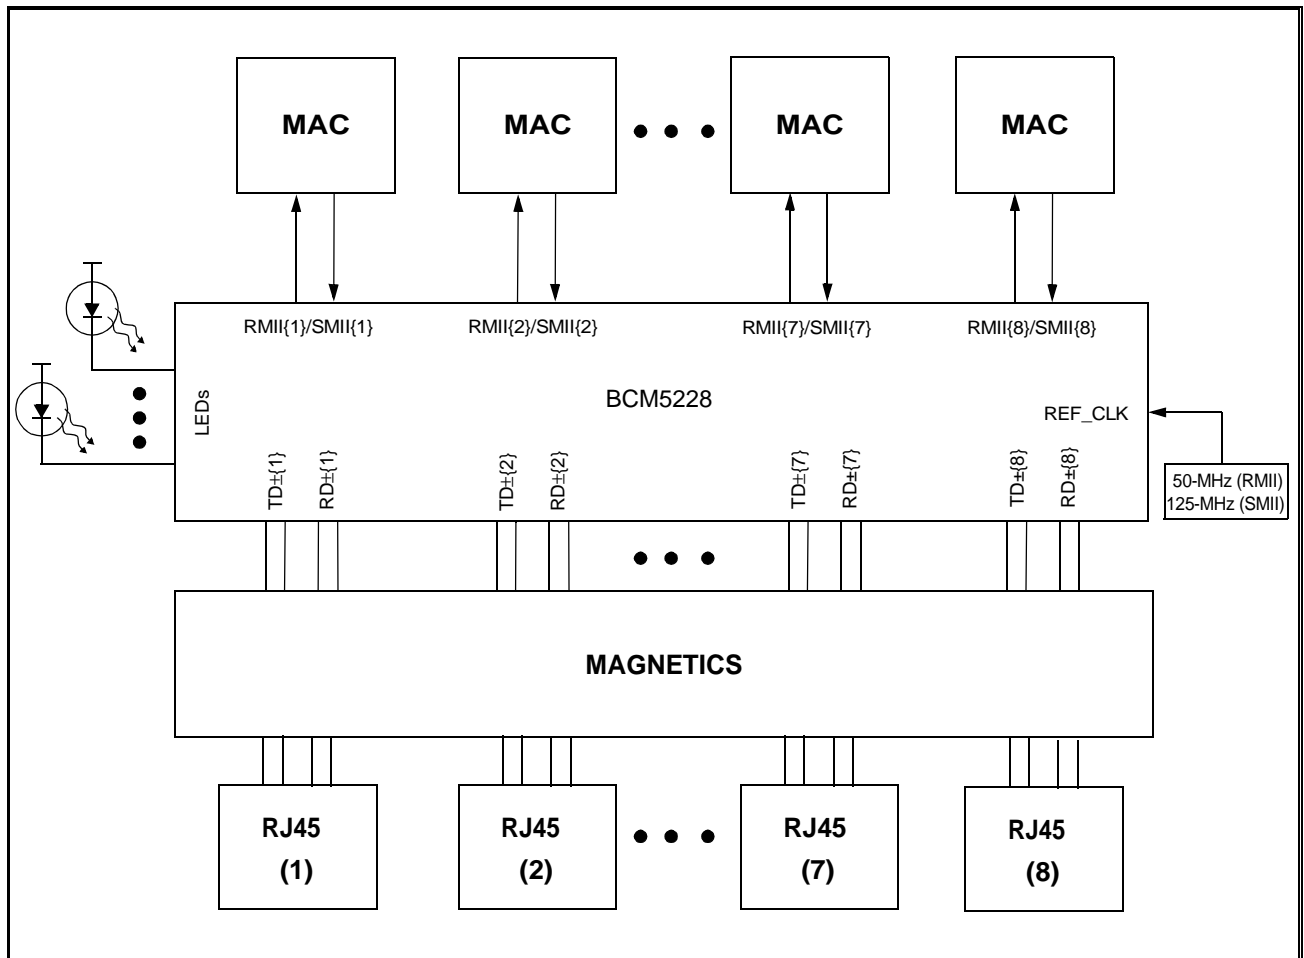 MAC MAC MAC MAC
RMII{1}/SMII{1} RMII{2}/SMII{2} RMII{7}/SMII{7} RMII{8}/SMII{8}
LEDs
BCM5228
REF_CLK
50-MHz (RMII)
125-MHz (SMII)
TD±{1} RD±{1} TD±{2} RD±{2} TD±{7} RD±{7} TD±{8} RD±{8}
MAGNETICS
RJ45 RJ45 RJ45 RJ45
(1) (2) (7) (8)